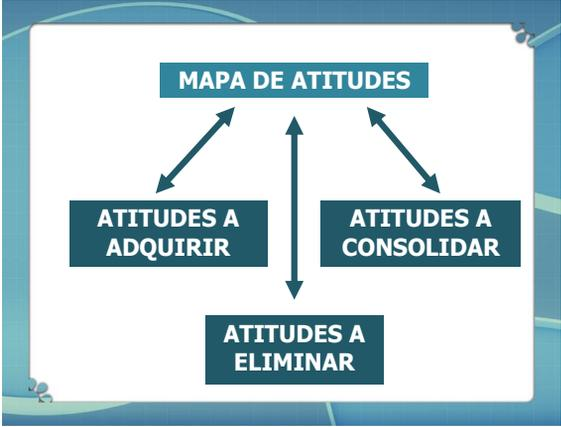 MAPA DE ATITUDES
ATITUDES A
ADQUIRIR
ATITUDES A
CONSOLIDAR
ATITUDES A
ELIMINAR